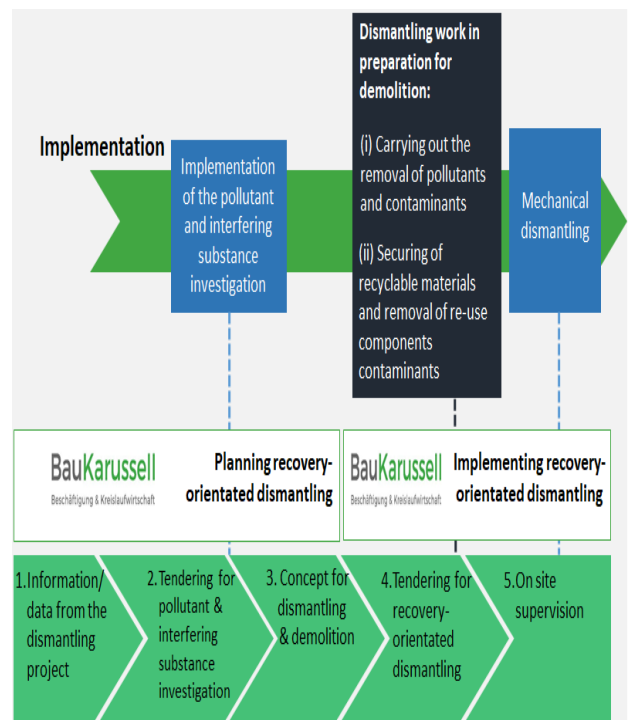 Dismantling work in
preparation for
demolition:
(i) Carrying out the
removal of pollutants
and contaminants
(ii) Securing of
recyclable materials
and removal of re-use
components
contaminants
Implementation
Implementation
of the pollutant
and interfering
substance
investigation
Mechanical
dismantling
BauKarussell
Beschäftigung & Kreislaufwirtschaft
Planning recovery-
orientated dismantling
BauKarussell
Beschäftigung & Kreislaufwirtschaft
Implementing recovery-
orientated dismantling
1.Information/
data from the
dismantling
project
2.Tendering for
pollutant &
interfering
substance
investigation
3. Concept for
dismantling
& demolition
4.Tendering for
recovery-
orientated
dismantling
5.On site
supervision